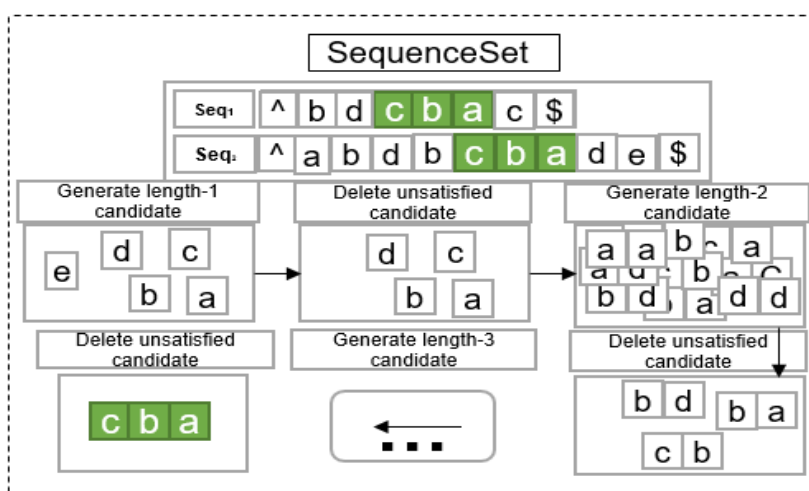 SequenceSet
Seq₁ ^ b d c b a c $
Seq₂ ^ a b d b c b a d e $
Generate length-1 candidate
Delete unsatisfied candidate
Generate length-2 candidate
d c
e
b a
d c
b a
a a b c a
a d c b a c
b d b a d d
Delete unsatisfied candidate
Generate length-3 candidate
Delete unsatisfied candidate
c b a
...
b d b a
c b